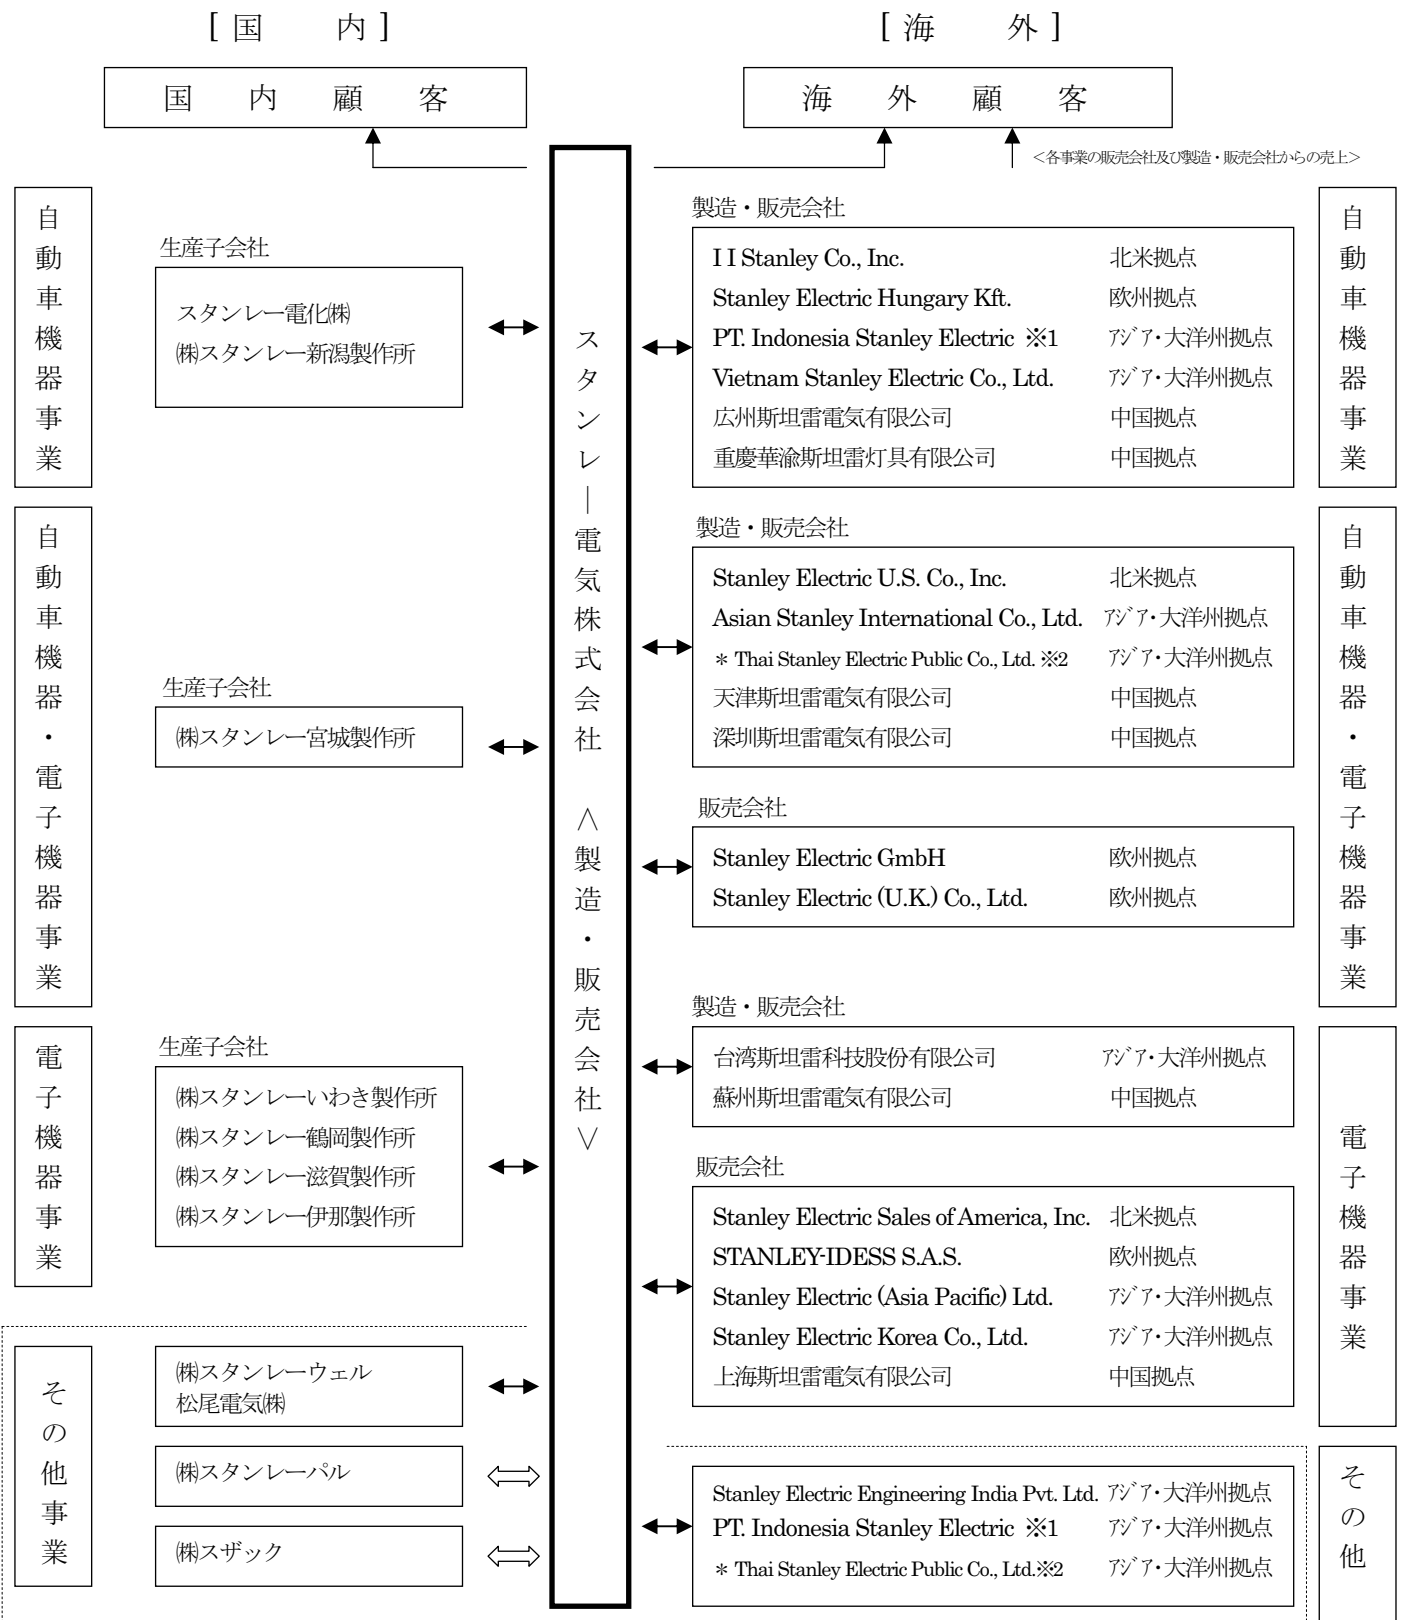 [国　　内]
[海　　外]
国　内　顧　客
海　外　顧　客
＜各事業の販売会社及び製造・販売会社からの売上＞
自動車機器事業
生産子会社
スタンレー電化㈱
㈱スタンレー新潟製作所
自動車機器・電子機器事業
生産子会社
㈱スタンレー宮城製作所
電子機器事業
生産子会社
㈱スタンレーいわき製作所
㈱スタンレー鶴岡製作所
㈱スタンレー滋賀製作所
㈱スタンレー伊那製作所
その他事業
㈱スタンレーウェル
松尾電気㈱
㈱スタンレーパル
㈱スザック
スタンレー電気株式会社　＜製造・販売会社＞
製造・販売会社
I I Stanley Co., Inc.　北米拠点
Stanley Electric Hungary Kft.　欧州拠点
PT. Indonesia Stanley Electric ※1　ｱｼﾞｱ・大洋州拠点
Vietnam Stanley Electric Co., Ltd.　ｱｼﾞｱ・大洋州拠点
広州斯坦雷電気有限公司　中国拠点
重慶華渝斯坦雷灯具有限公司　中国拠点
自動車機器事業
製造・販売会社
Stanley Electric U.S. Co., Inc.　北米拠点
Asian Stanley International Co., Ltd.　ｱｼﾞｱ・大洋州拠点
＊ Thai Stanley Electric Public Co., Ltd. ※2　ｱｼﾞｱ・大洋州拠点
天津斯坦雷電気有限公司　中国拠点
深圳斯坦雷電気有限公司　中国拠点
販売会社
Stanley Electric GmbH　欧州拠点
Stanley Electric (U.K.) Co., Ltd.　欧州拠点
自動車機器・電子機器事業
製造・販売会社
台湾斯坦雷科技股份有限公司　ｱｼﾞｱ・大洋州拠点
蘇州斯坦雷電気有限公司　中国拠点
販売会社
Stanley Electric Sales of America, Inc.　北米拠点
STANLEY-IDESS S.A.S.　欧州拠点
Stanley Electric (Asia Pacific) Ltd.　ｱｼﾞｱ・大洋州拠点
Stanley Electric Korea Co., Ltd.　ｱｼﾞｱ・大洋州拠点
上海斯坦雷電気有限公司　中国拠点
電子機器事業
Stanley Electric Engineering India Pvt. Ltd.　ｱｼﾞｱ・大洋州拠点
PT. Indonesia Stanley Electric ※1　ｱｼﾞｱ・大洋州拠点
＊ Thai Stanley Electric Public Co., Ltd.※2　ｱｼﾞｱ・大洋州拠点
その他